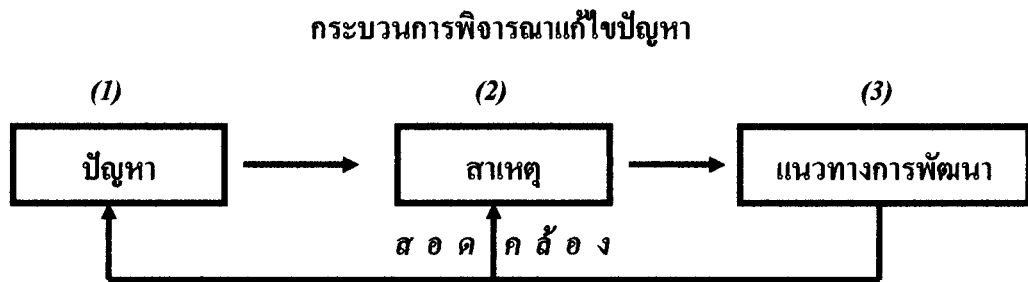 กระบวนการพิจารณาแก้ไขปัญหา
(1) (2) (3)
ปัญหา สาเหตุ แนวทางการพัฒนา
ส อ ด ค ล้ อ ง